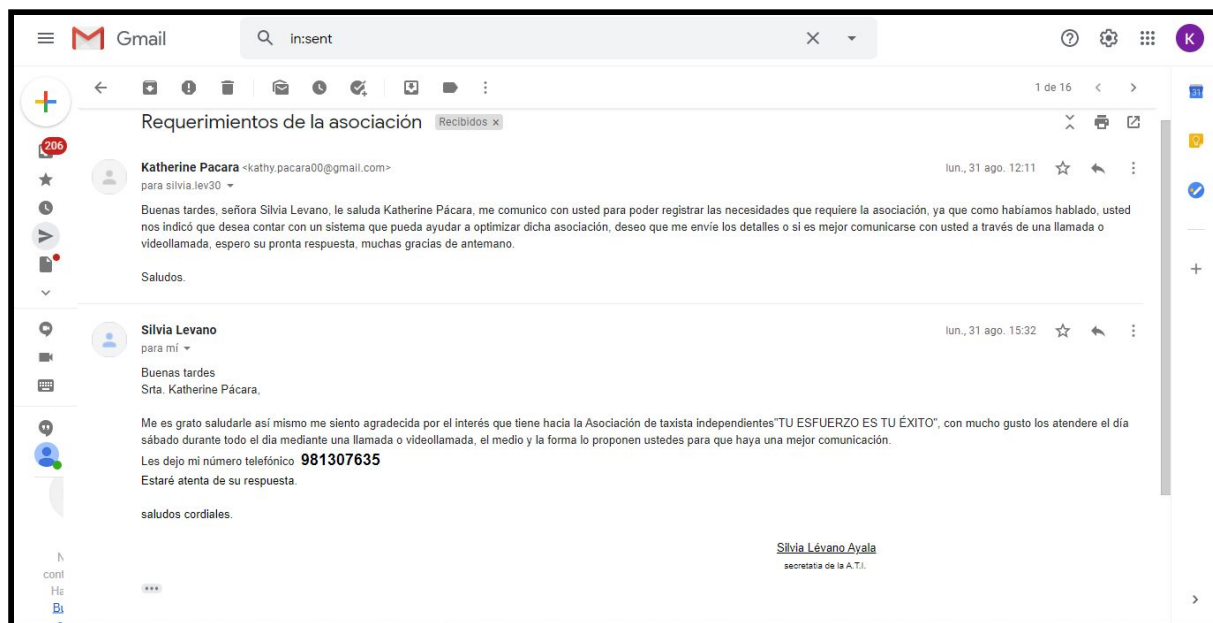 Gmail
in:sent
K
1 de 16
31
206
Requerimientos de la asociación Recibidos x
Katherine Pacara <kathy.pacara00@gmail.com>
lun., 31 ago. 12:11
para silvia.lev30
Buenas tardes, señora Silvia Levano, le saluda Katherine Pácara, me comunico con usted para poder registrar las necesidades que requiere la asociación, ya que como habíamos hablado, usted
nos indicó que desea contar con un sistema que pueda ayudar a optimizar dicha asociación, deseo que me envíe los detalles o si es mejor comunicarse con usted a través de una llamada o
videollamada, espero su pronta respuesta, muchas gracias de antemano.
Saludos.
Silvia Levano
lun., 31 ago. 15:32
para mí
Buenas tardes
Srta. Katherine Pácara,
Me es grato saludarle así mismo me siento agradecida por el interés que tiene hacia la Asociación de taxista independientes"TU ESFUERZO ES TU ÉXITO", con mucho gusto los atendere el día
sábado durante todo el dia mediante una llamada o videollamada, el medio y la forma lo proponen ustedes para que haya una mejor comunicación.
Les dejo mi número telefónico 981307635
Estaré atenta de su respuesta.
saludos cordiales.
Silvia Lévano Ayala
secretatia de la A.T.I.
N
cont
Ha